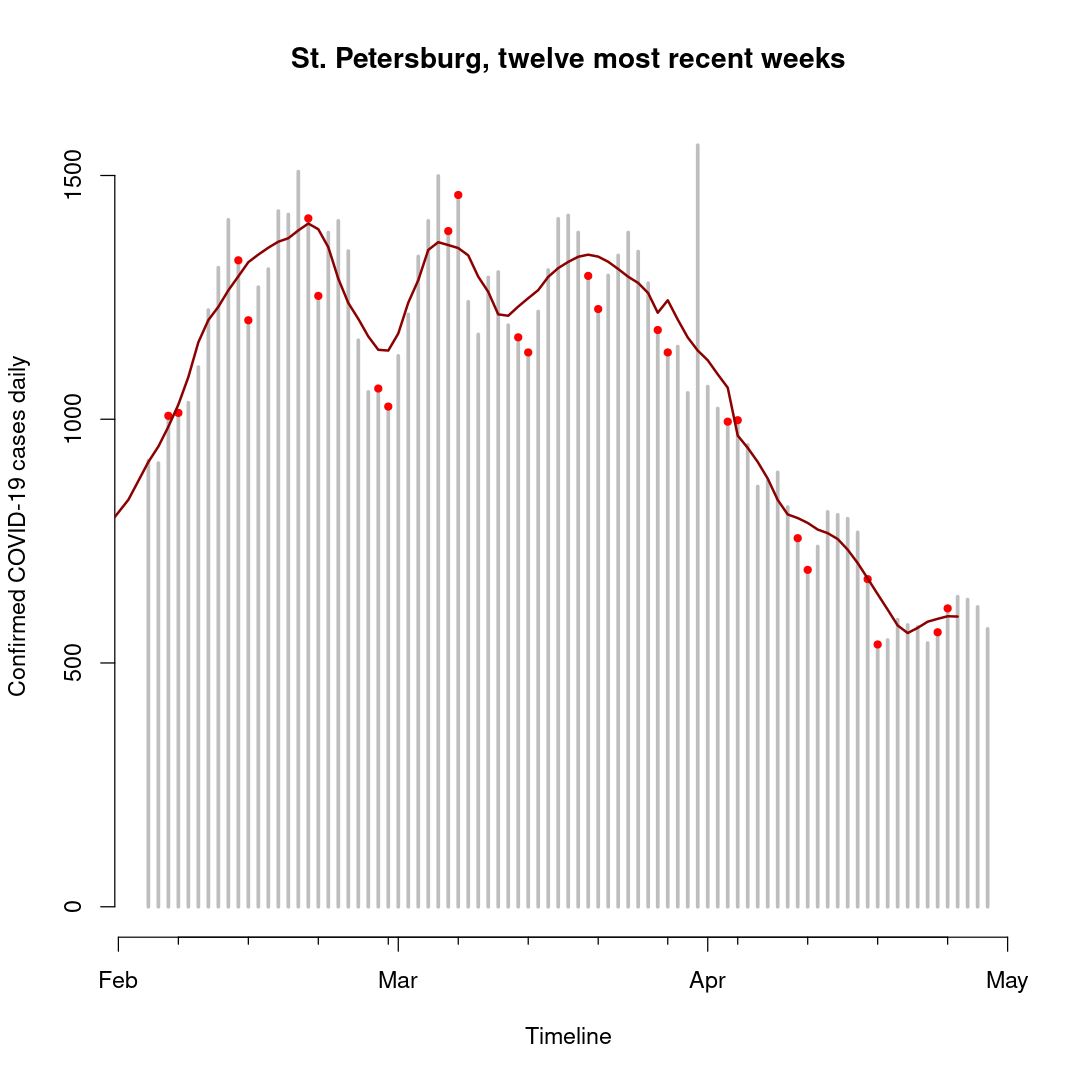 St. Petersburg, twelve most recent weeks
Confirmed COVID-19 cases daily
1500
1000
500
0
Feb Mar Apr May
Timeline